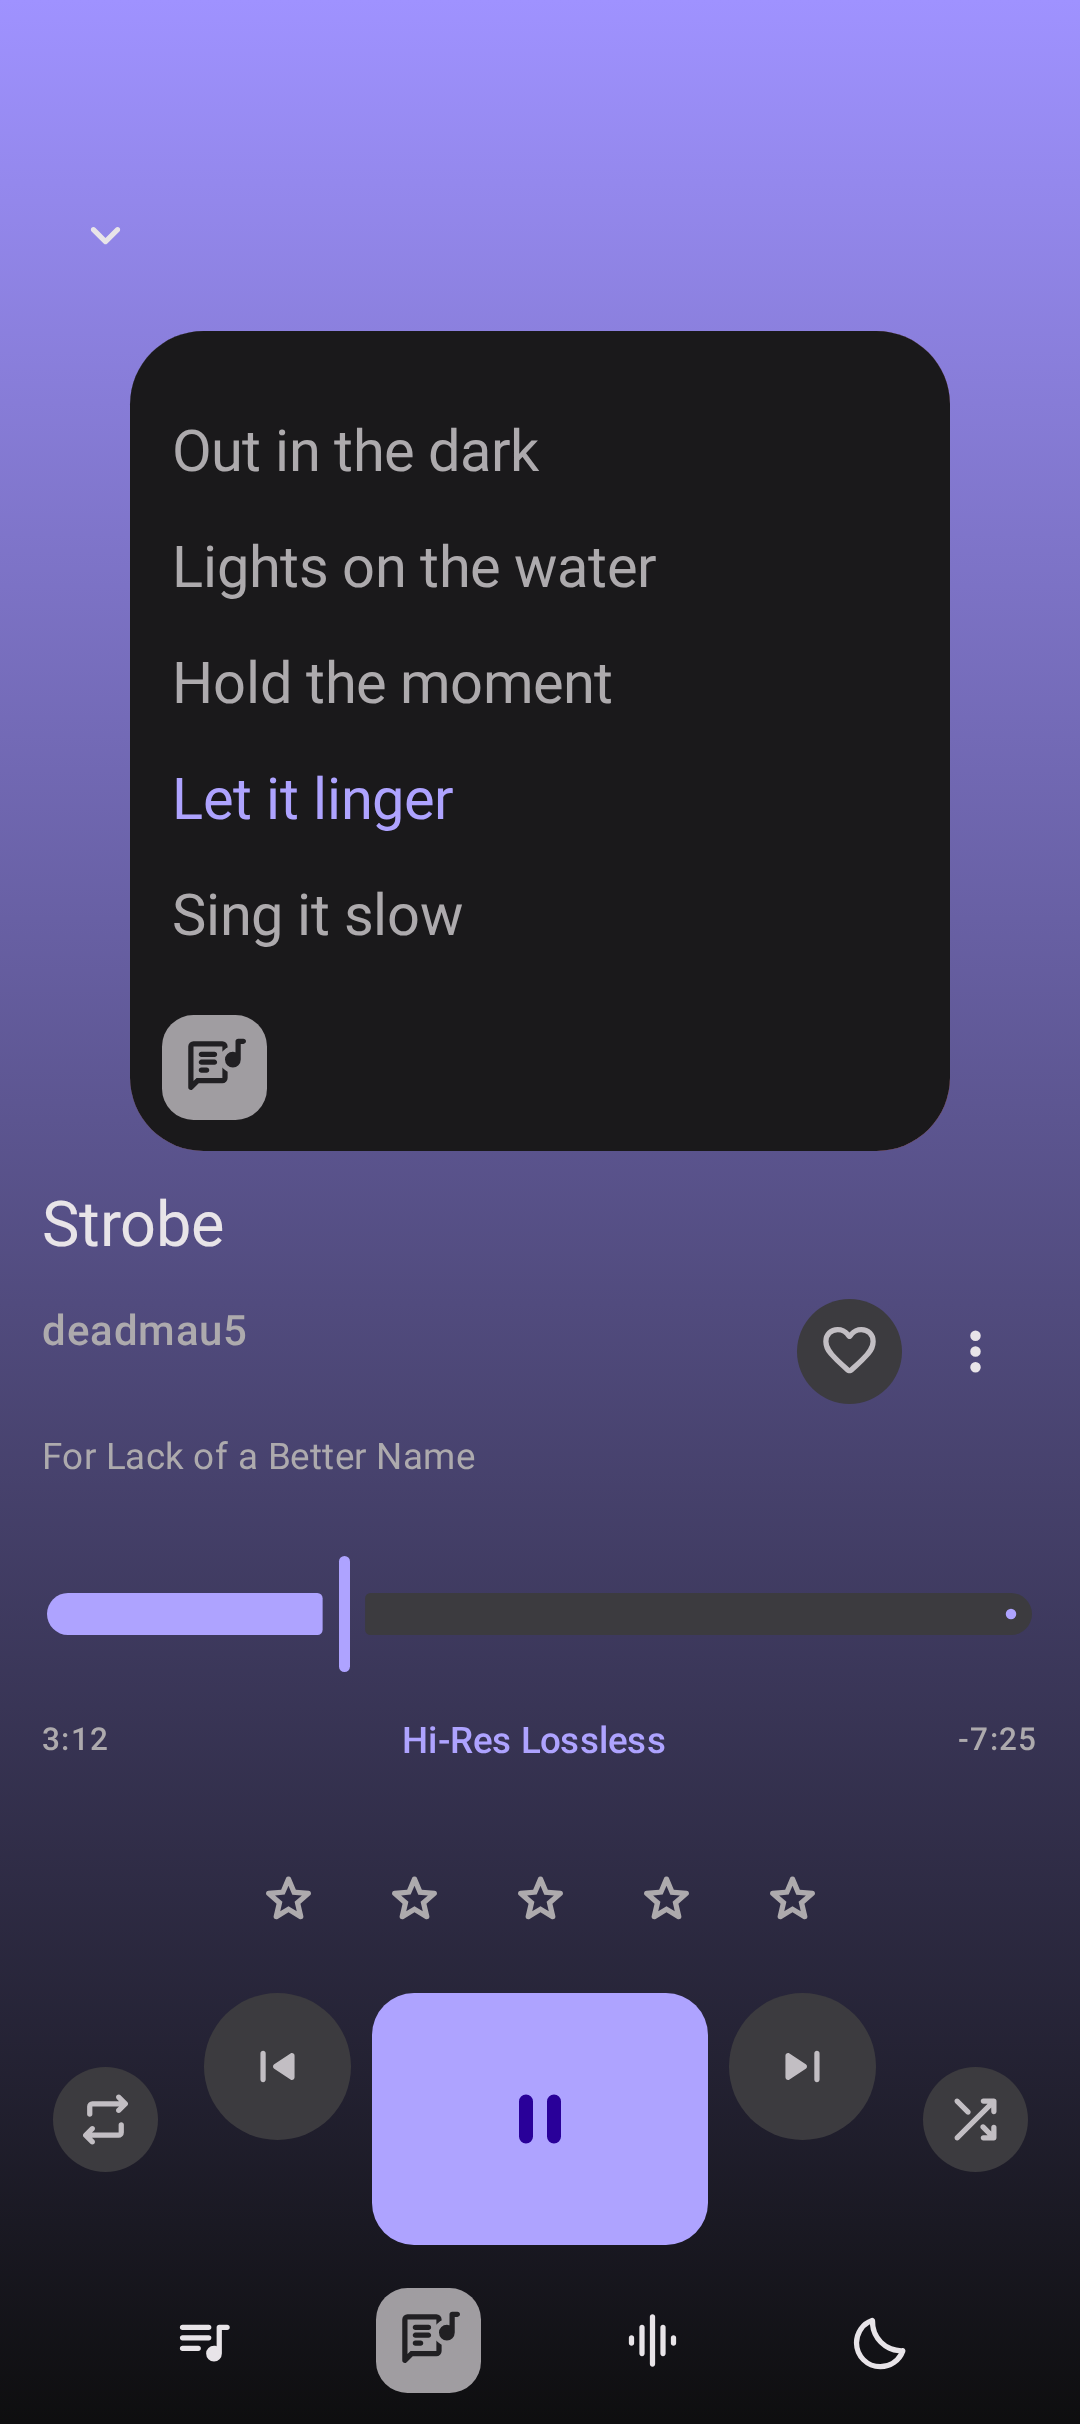 Out in the dark
Lights on the water
Hold the moment
Let it linger
Sing it slow
Strobe
deadmau5
For Lack of a Better Name
3:12
Hi-Res Lossless
-7:25